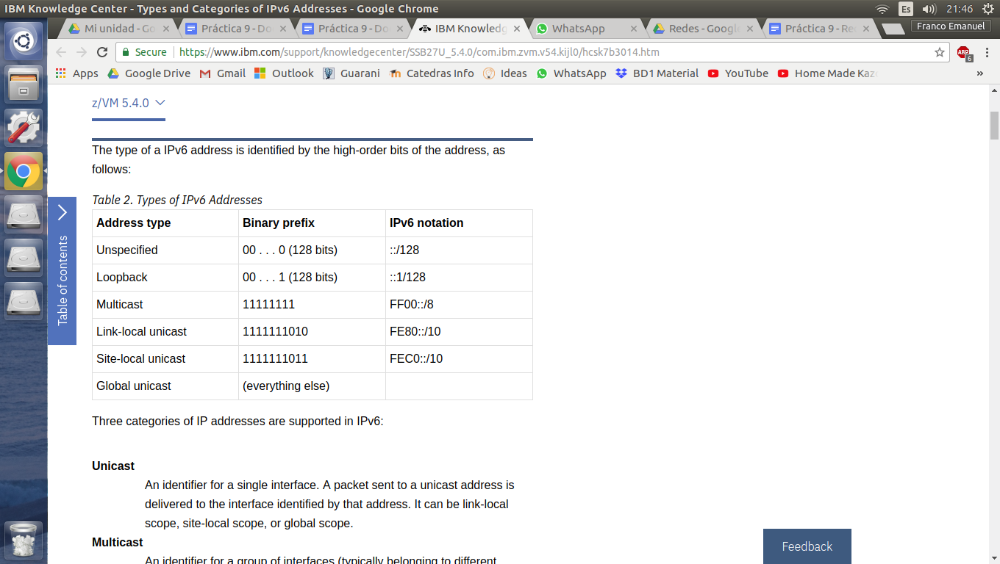 IBM Knowledge Center - Types and Categories of IPv6 Addresses - Google Chrome
Es
21:46
Mi unidad - Go
Práctica 9 - Do
Práctica 9 - Do
IBM Knowledg
WhatsApp
Redes - Google
Práctica 9 - Re
Franco Emanuel
Secure
https://www.ibm.com/support/knowledgecenter/SSB27U_5.4.0/com.ibm.zvm.v54.kijl0/hcsk7b3014.htm
ABP
6
Apps
Google Drive
Gmail
Outlook
Guarani
Catedras Info
Ideas
WhatsApp
BD1 Material
YouTube
Home Made Kaz
»
z/VM 5.4.0
The type of a IPv6 address is identified by the high-order bits of the address, as
follows:
Table of contents
Table 2. Types of IPv6 Addresses
Address type Binary prefix IPv6 notation
Unspecified 00 . . . 0 (128 bits) ::/128
Loopback 00 . . . 1 (128 bits) ::1/128
Multicast 11111111 FF00::/8
Link-local unicast 1111111010 FE80::/10
Site-local unicast 1111111011 FEC0::/10
Global unicast (everything else)
Three categories of IP addresses are supported in IPv6:
Unicast
An identifier for a single interface. A packet sent to a unicast address is
delivered to the interface identified by that address. It can be link-local
scope, site-local scope, or global scope.
Multicast
An identifier for a group of interfaces (typically belonging to different
Feedback